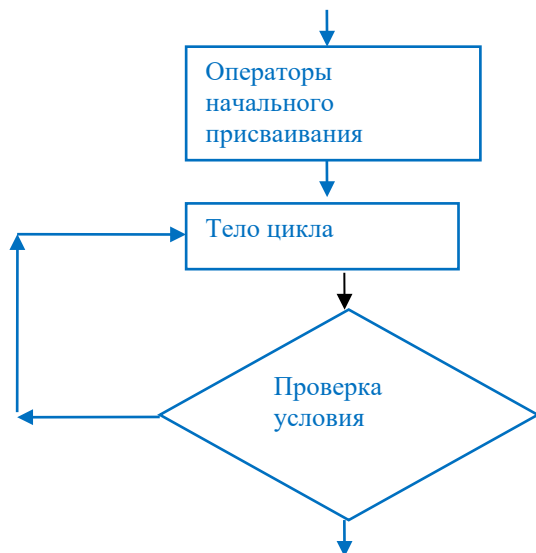 Операторы
начального
присваивания
Тело цикла
Проверка
условия